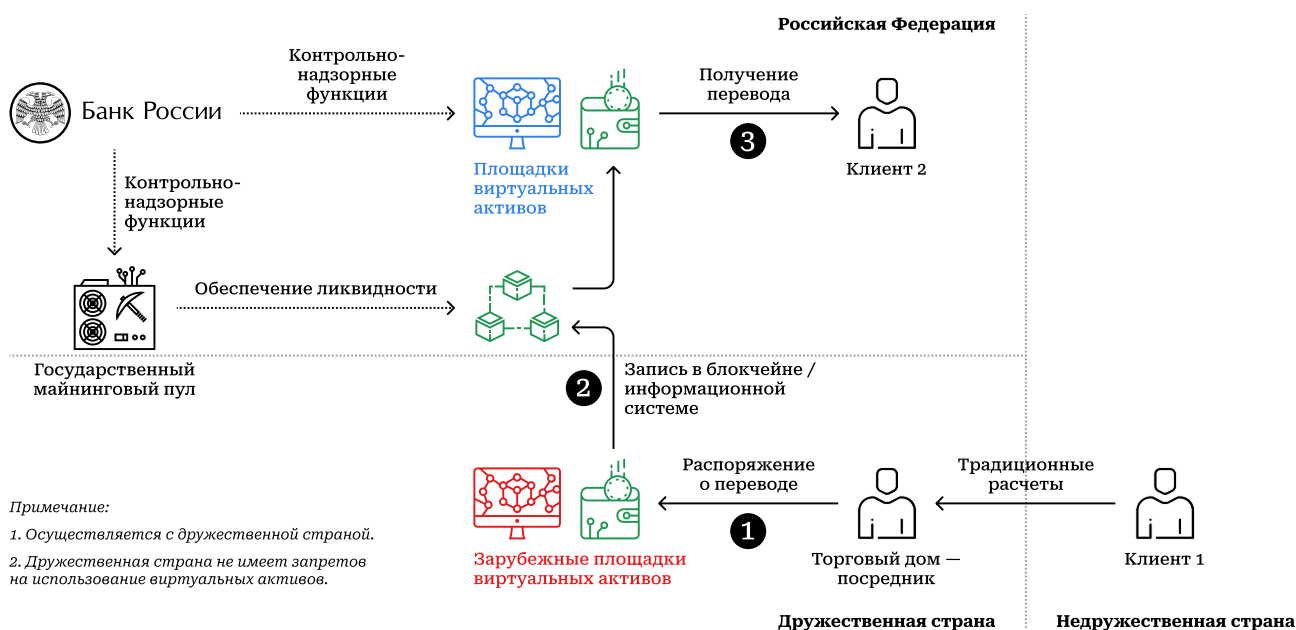 Российская Федерация
Контрольно-
надзорные
функции
Банк России
Получение
перевода
3
Клиент 2
Площадки
виртуальных
активов
Контрольно-
надзорные
функции
Обеспечение ликвидности
Государственный
майнинговый пул
2
Запись в блокчейне /
информационной
системе
Распоряжение
о переводе
1
Традиционные
расчеты
Зарубежные площадки
виртуальных активов
Торговый дом —
посредник
Клиент 1
Примечание:
1. Осуществляется с дружественной страной.
2. Дружественная страна не имеет запретов
на использование виртуальных активов.
Дружественная страна
Недружественная страна